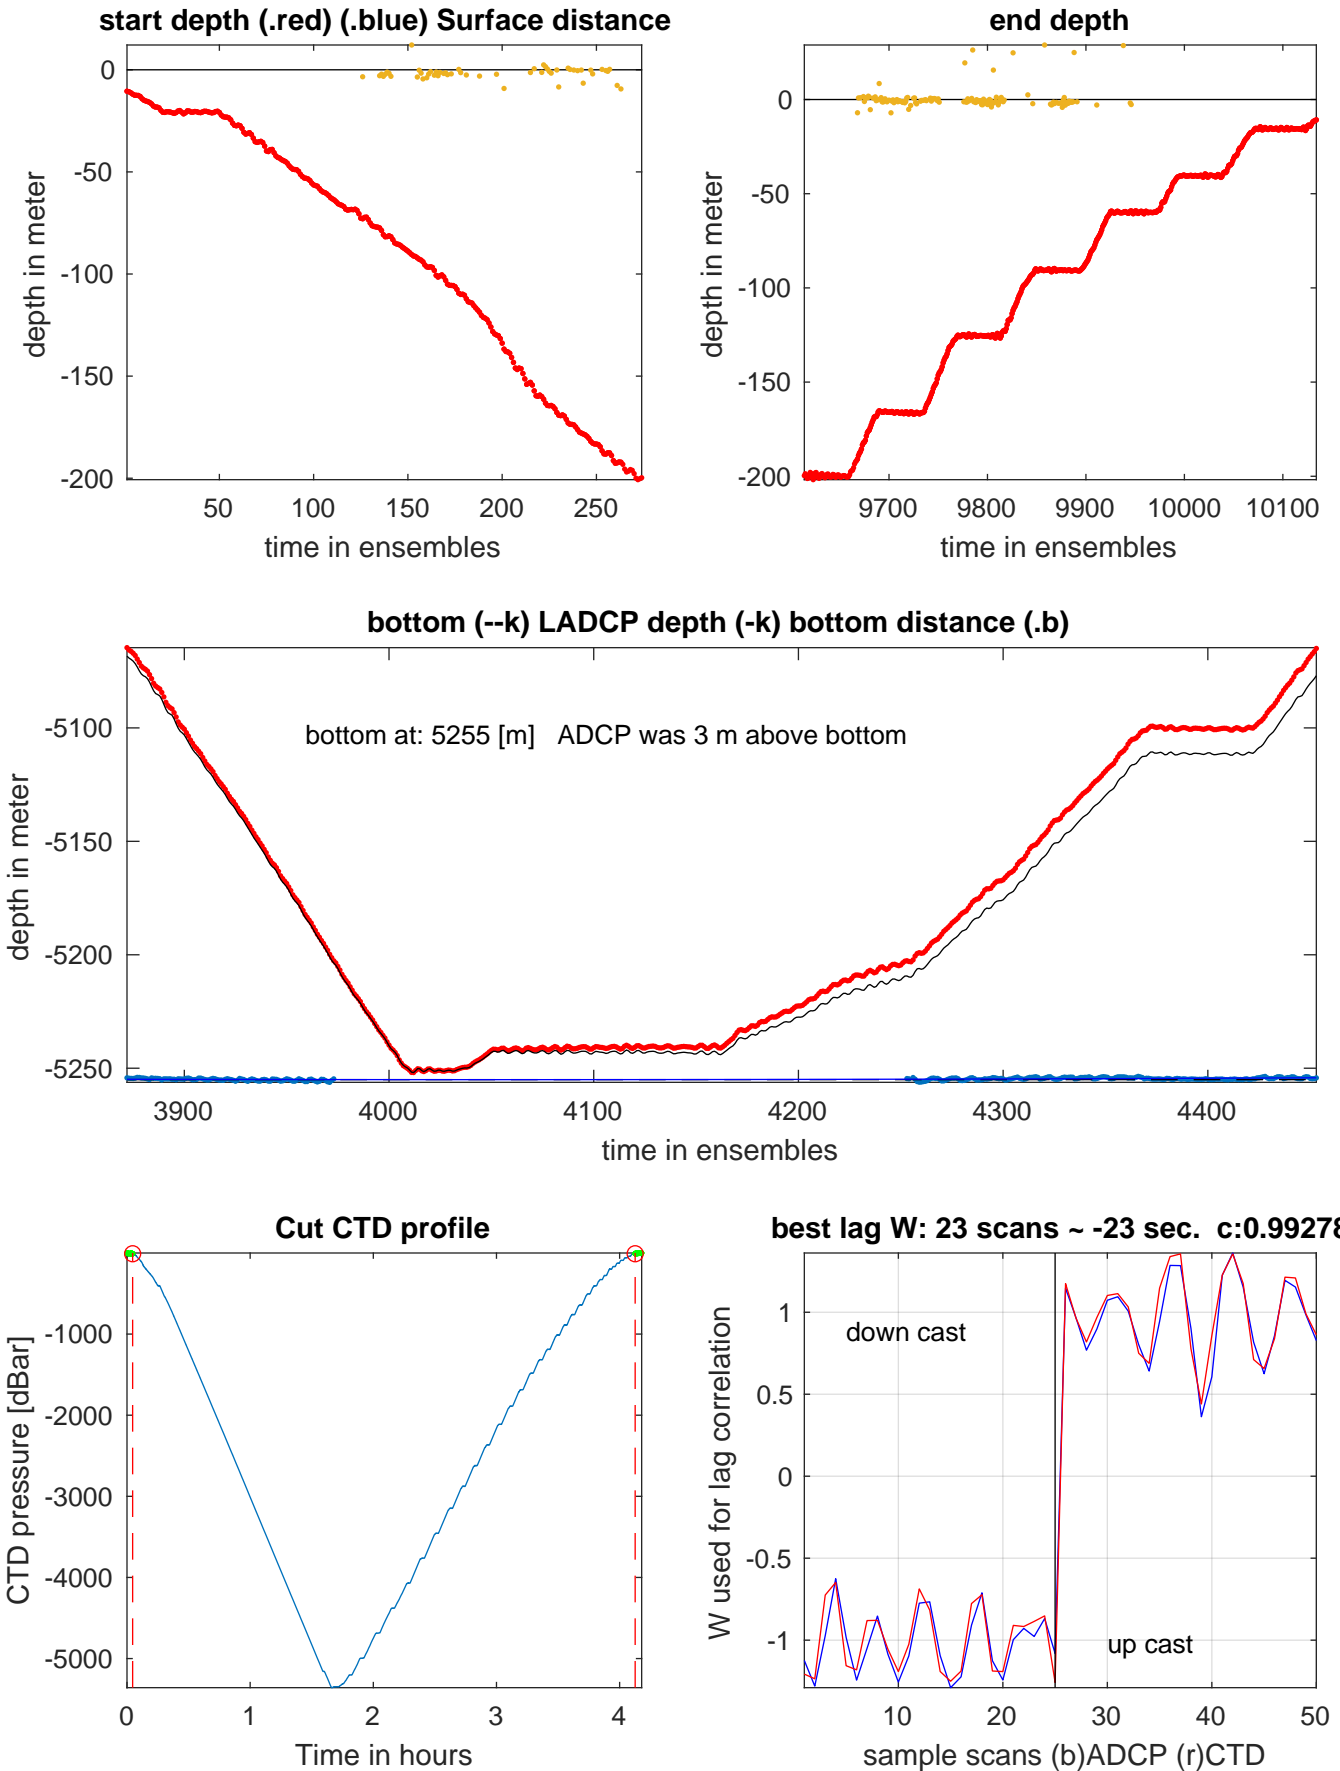 start depth (.red) (.blue) Surface distance
end depth
0
-50
-100
-150
-200
depth in meter
50 100 150 200 250
time in ensembles
0
-50
-100
-150
-200
depth in meter
9700 9800 9900 10000 10100
time in ensembles
bottom (--k) LADCP depth (-k) bottom distance (.b)
bottom at: 5255 [m] ADCP was 3 m above bottom
-5100
-5150
-5200
-5250
depth in meter
3900 4000 4100 4200 4300 4400
time in ensembles
Cut CTD profile
-1000
-2000
-3000
-4000
-5000
CTD pressure [dBar]
0 1 2 3 4
Time in hours
best lag W: 23 scans ~ -23 sec. c:0.99278
down cast
up cast
1
0.5
0
-0.5
-1
W used for lag correlation
10 20 30 40 50
sample scans (b)ADCP (r)CTD